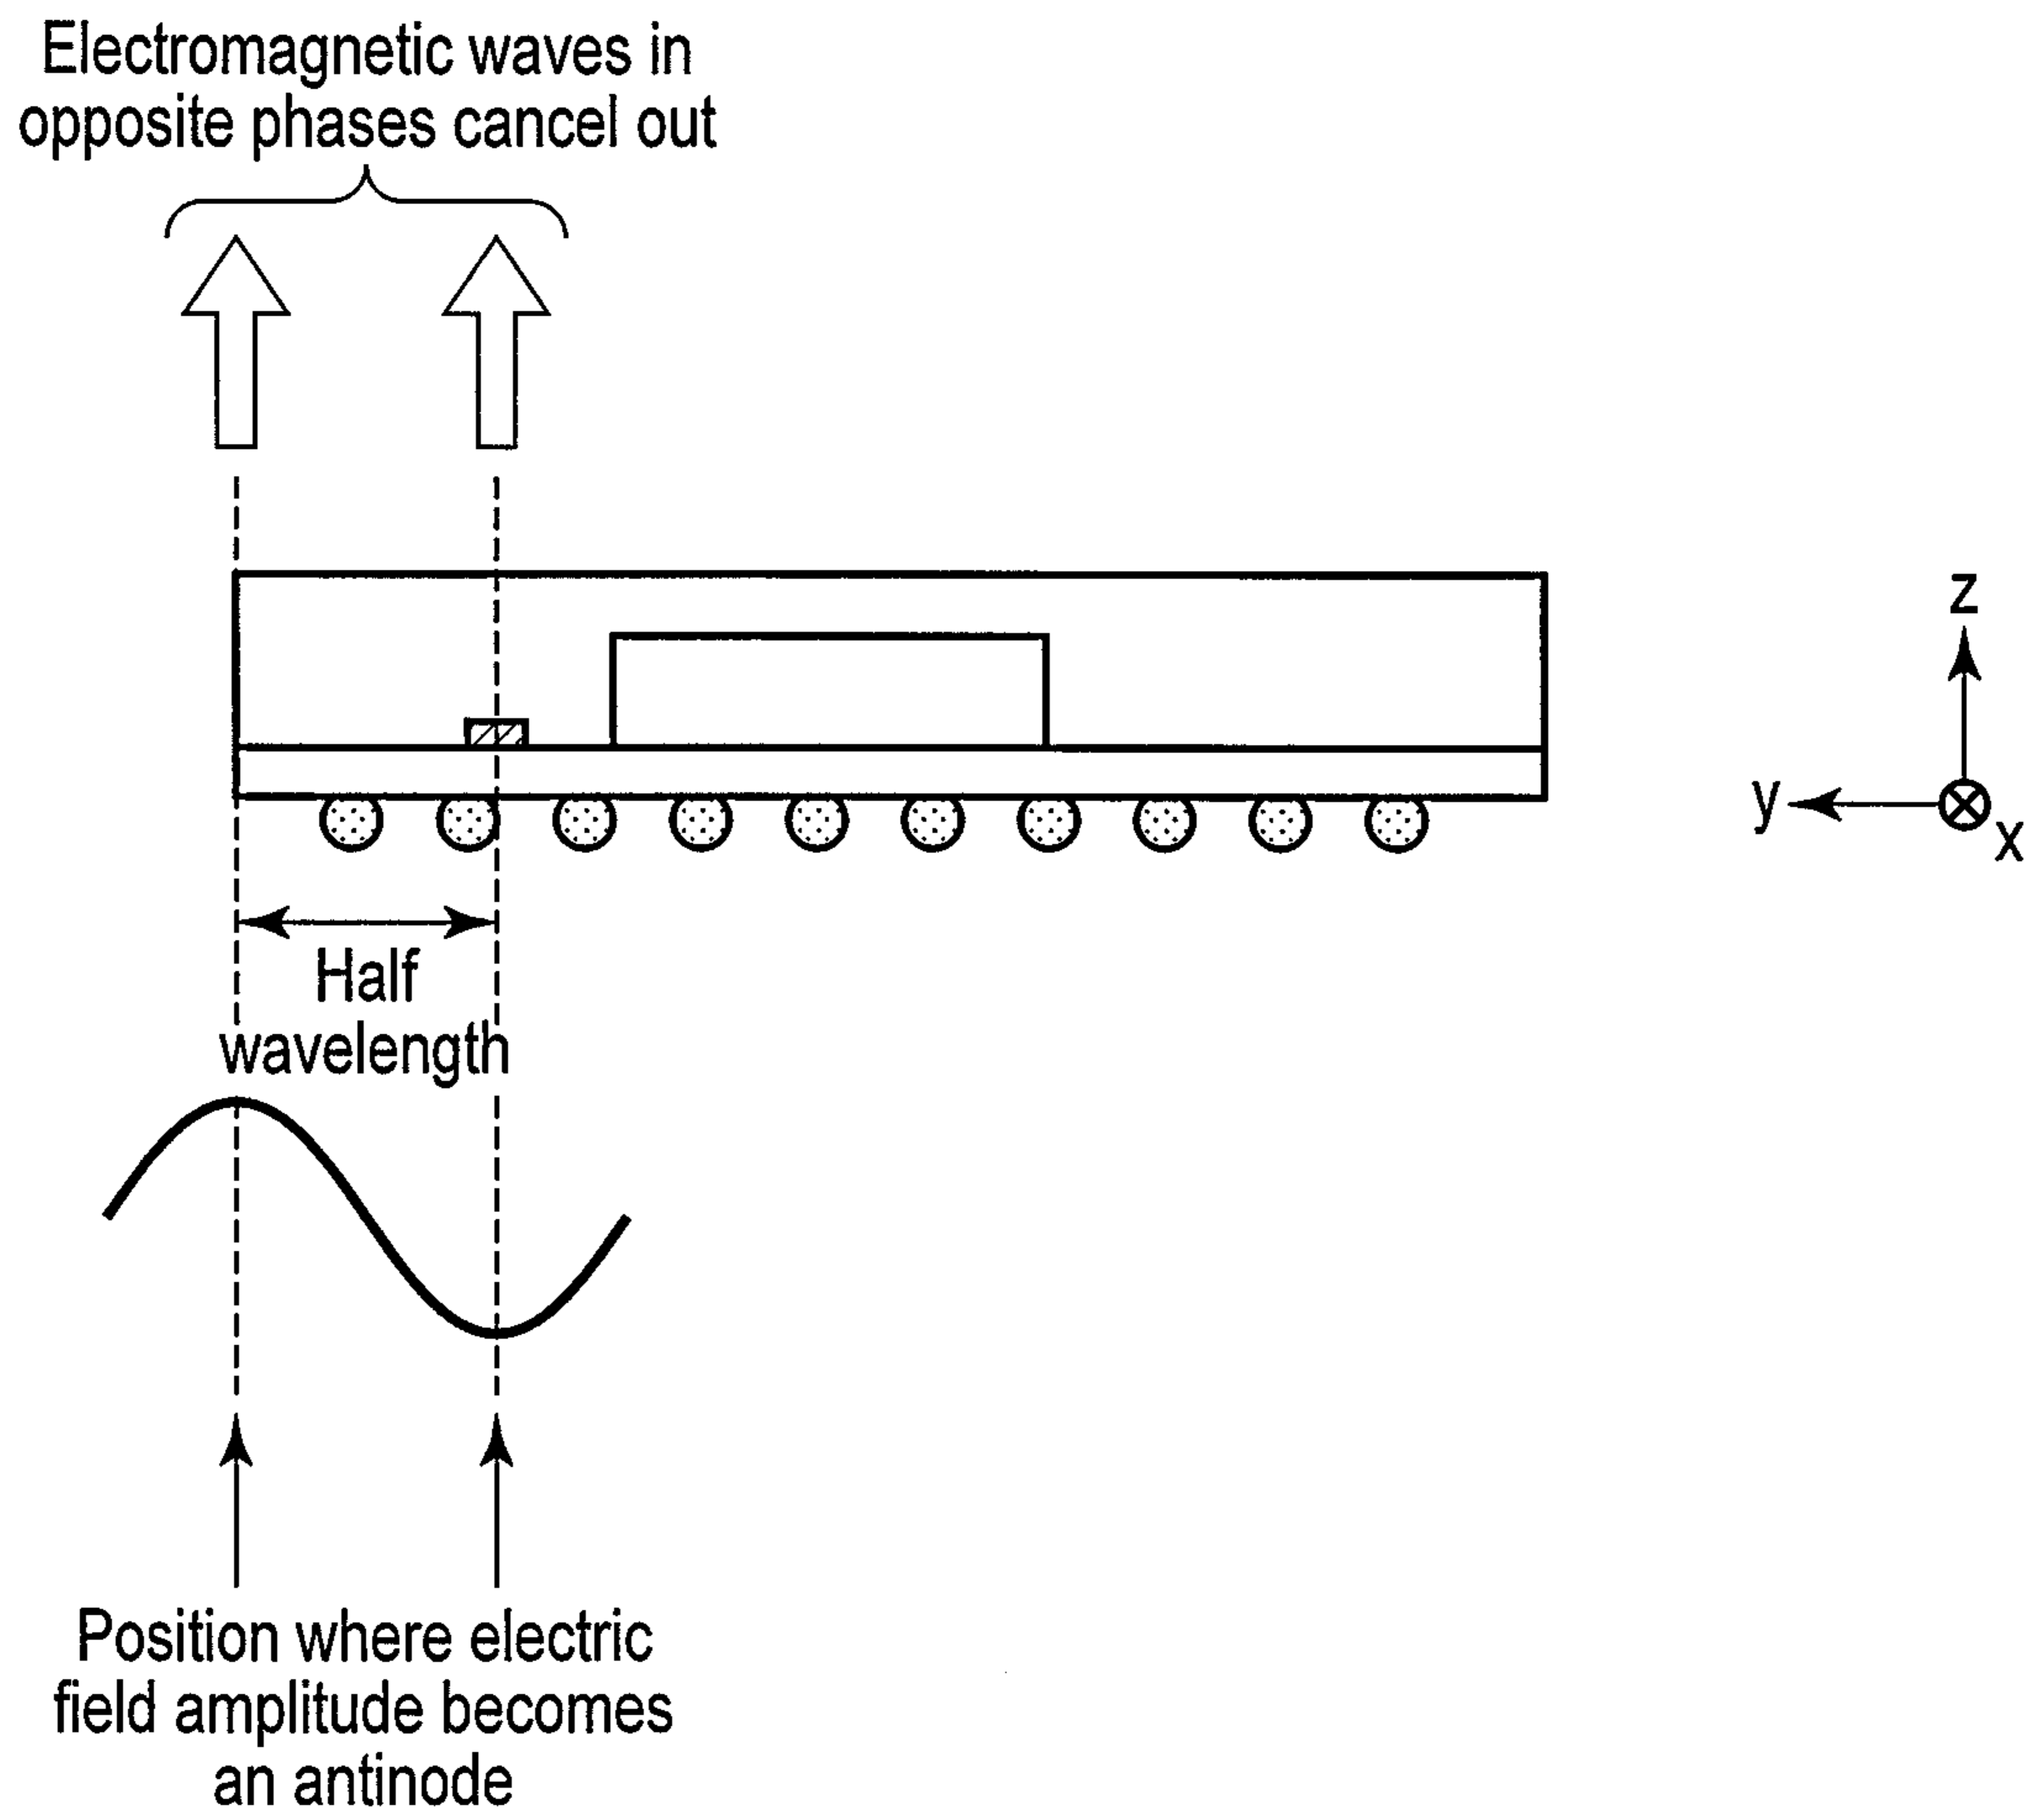 Electromagnetic waves in
opposite phases cancel out
z
y
x
Half
wavelength
Position where electric
field amplitude becomes
an antinode